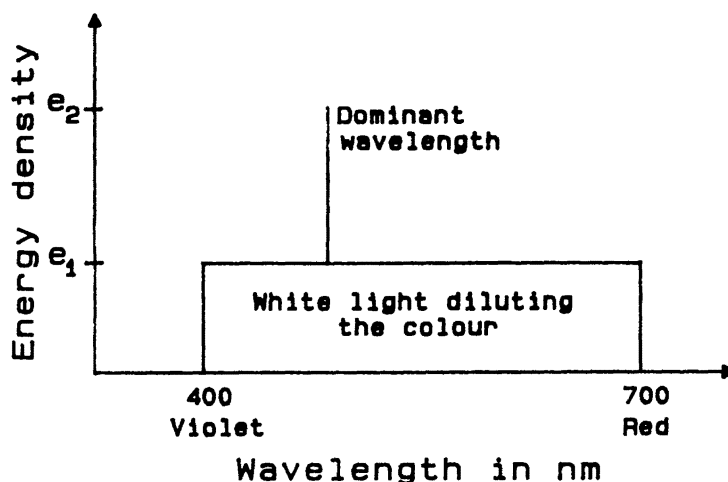 Energy density
e₂
e₁
Dominant
wavelength
White light diluting
the colour
400
Violet
700
Red
Wavelength in nm